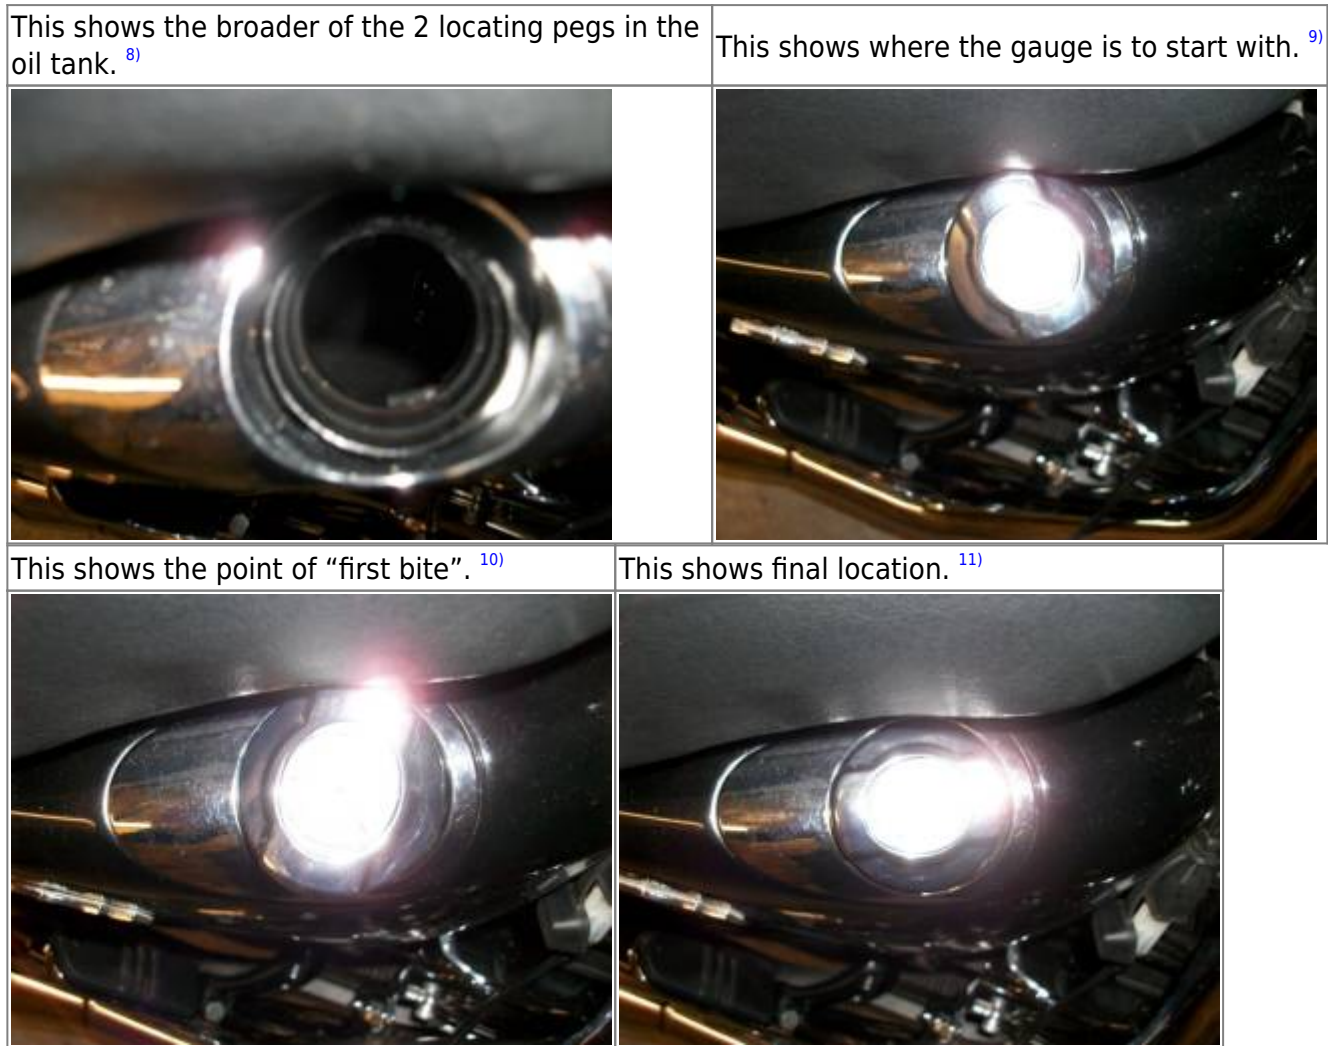 This shows the broader of the 2 locating pegs in the
oil tank. 8)
This shows where the gauge is to start with. 9)
This shows the point of “first bite”. 10)
This shows final location. 11)